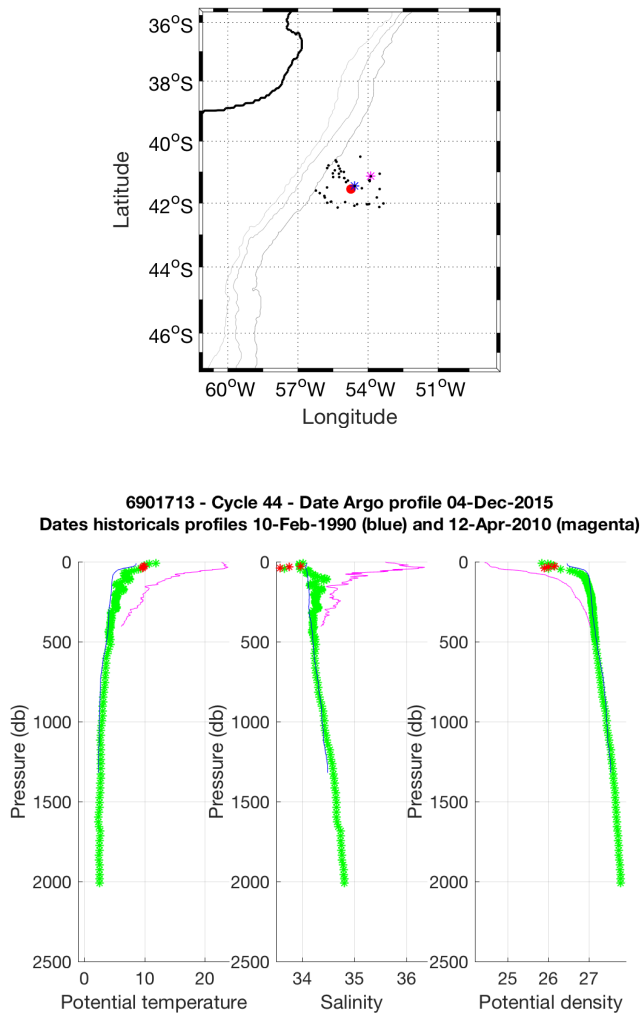 36°S
38°S
40°S
42°S
44°S
46°S
Latitude
60°W 57°W 54°W 51°W
Longitude
6901713 - Cycle 44 - Date Argo profile 04-Dec-2015
Dates historicals profiles 10-Feb-1990 (blue) and 12-Apr-2010 (magenta)
0 0 0
500 500 500
1000 1000 1000
1500 1500 1500
2000 2000 2000
2500 2500 2500
Pressure (db) Pressure (db) Pressure (db)
0 10 20 34 35 36 25 26 27
Potential temperature Salinity Potential density